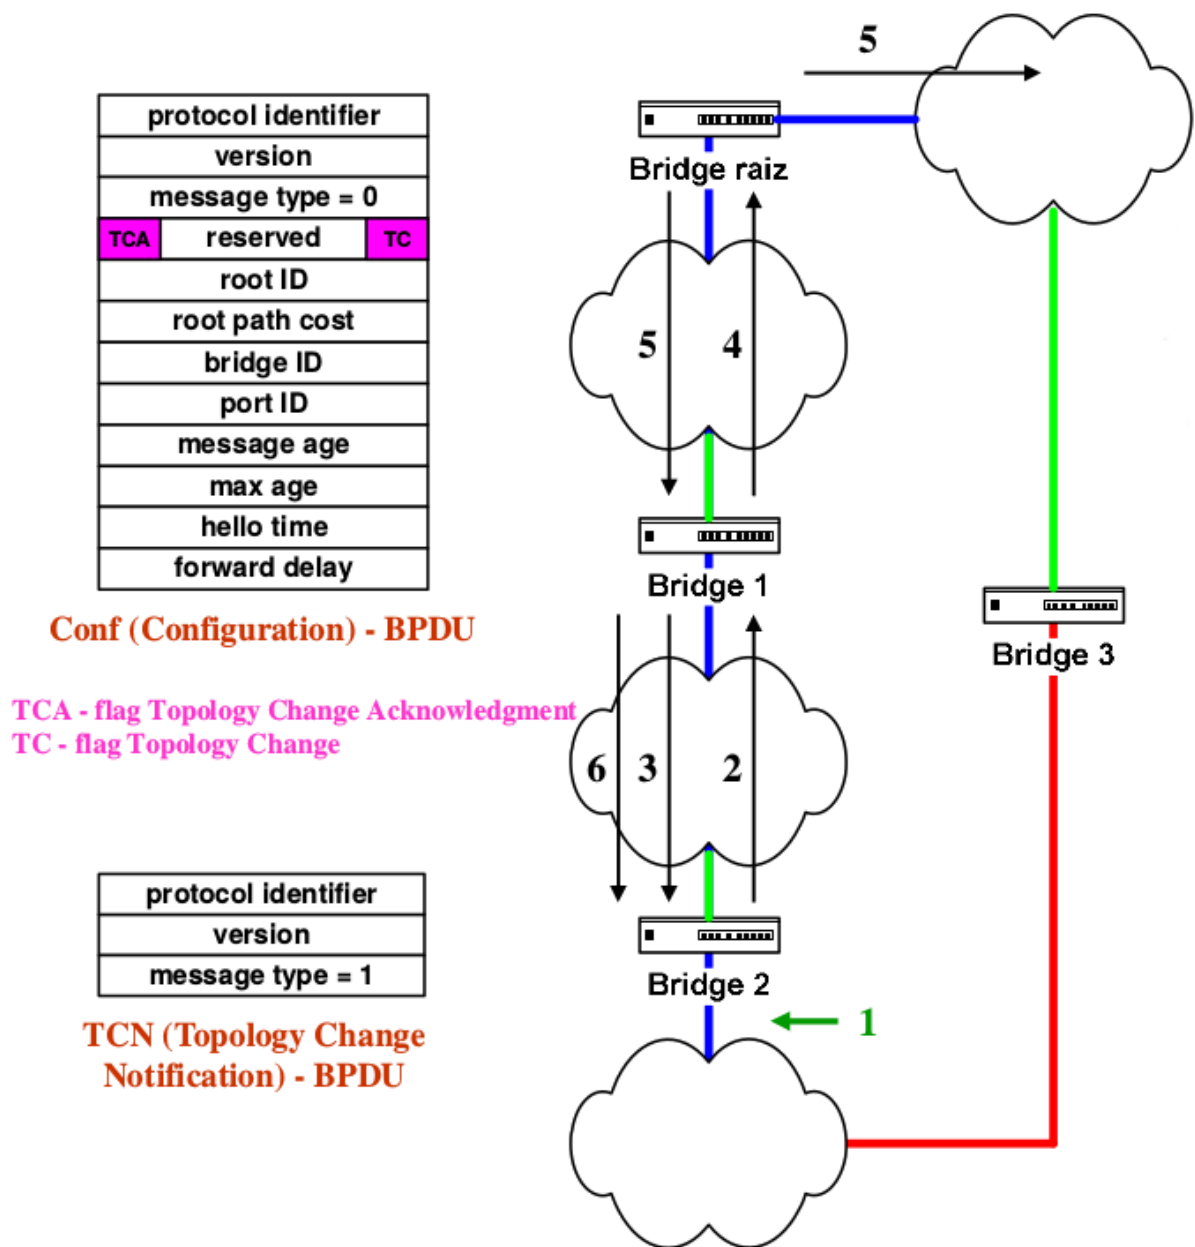 protocol identifier
version
message type = 0
TCA reserved TC
root ID
root path cost
bridge ID
port ID
message age
max age
hello time
forward delay
Conf (Configuration) - BPDU
TCA - flag Topology Change Acknowledgment
TC - flag Topology Change
protocol identifier
version
message type = 1
TCN (Topology Change
Notification) - BPDU
5
Bridge raiz
5 4
Bridge 1
Bridge 3
6 3 2
Bridge 2
1